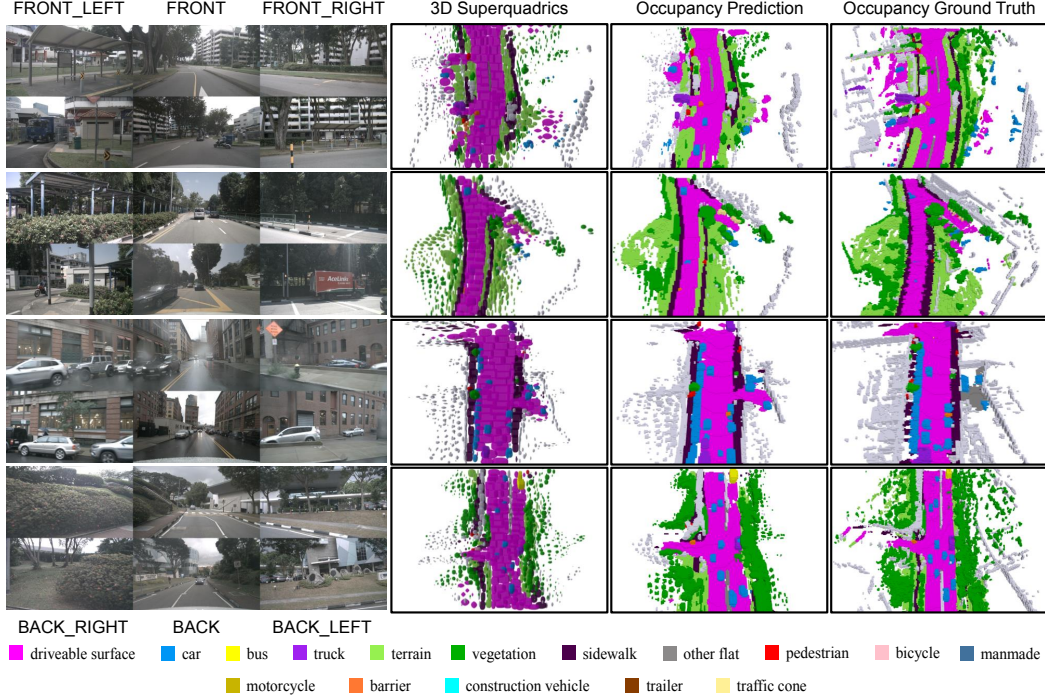 FRONT_LEFT FRONT FRONT_RIGHT 3D Superquadrics Occupancy Prediction Occupancy Ground Truth
AceLink
BACK_RIGHT BACK BACK_LEFT
driveable surface car bus truck terrain vegetation sidewalk other flat pedestrian bicycle manmade
motorcycle barrier construction vehicle trailer traffic cone